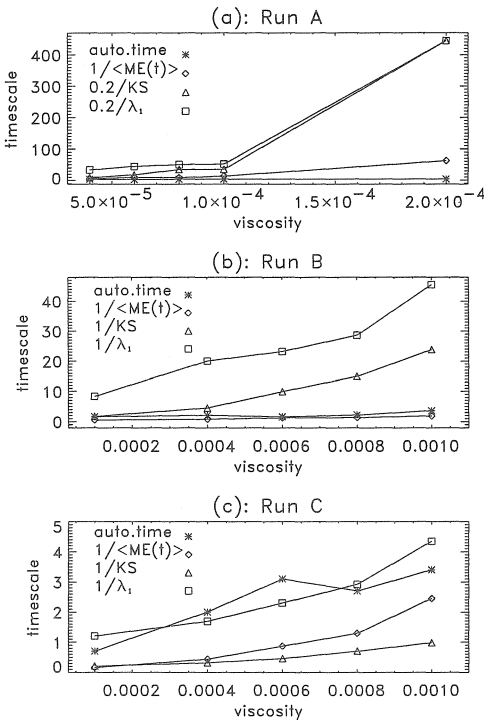 (a): Run A
auto.time
1/<ME(t)>
0.2/KS
0.2/λ₁
400
300
200
100
0
timescale
5.0×10⁻⁵ 1.0×10⁻⁴ 1.5×10⁻⁴ 2.0×10⁻⁴
viscosity
(b): Run B
auto.time
1/<ME(t)>
1/KS
1/λ₁
40
30
20
10
0
timescale
0.0002 0.0004 0.0006 0.0008 0.0010
viscosity
(c): Run C
auto.time
1/<ME(t)>
1/KS
1/λ₁
5
4
3
2
1
0
timescale
0.0002 0.0004 0.0006 0.0008 0.0010
viscosity